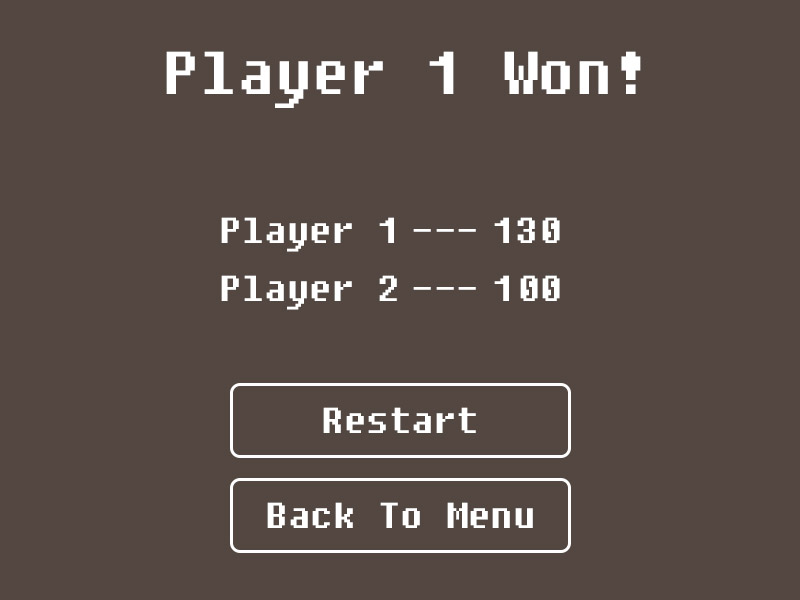 Player 1 Won!
Player 1 --- 130
Player 2 --- 100
Restart
Back To Menu